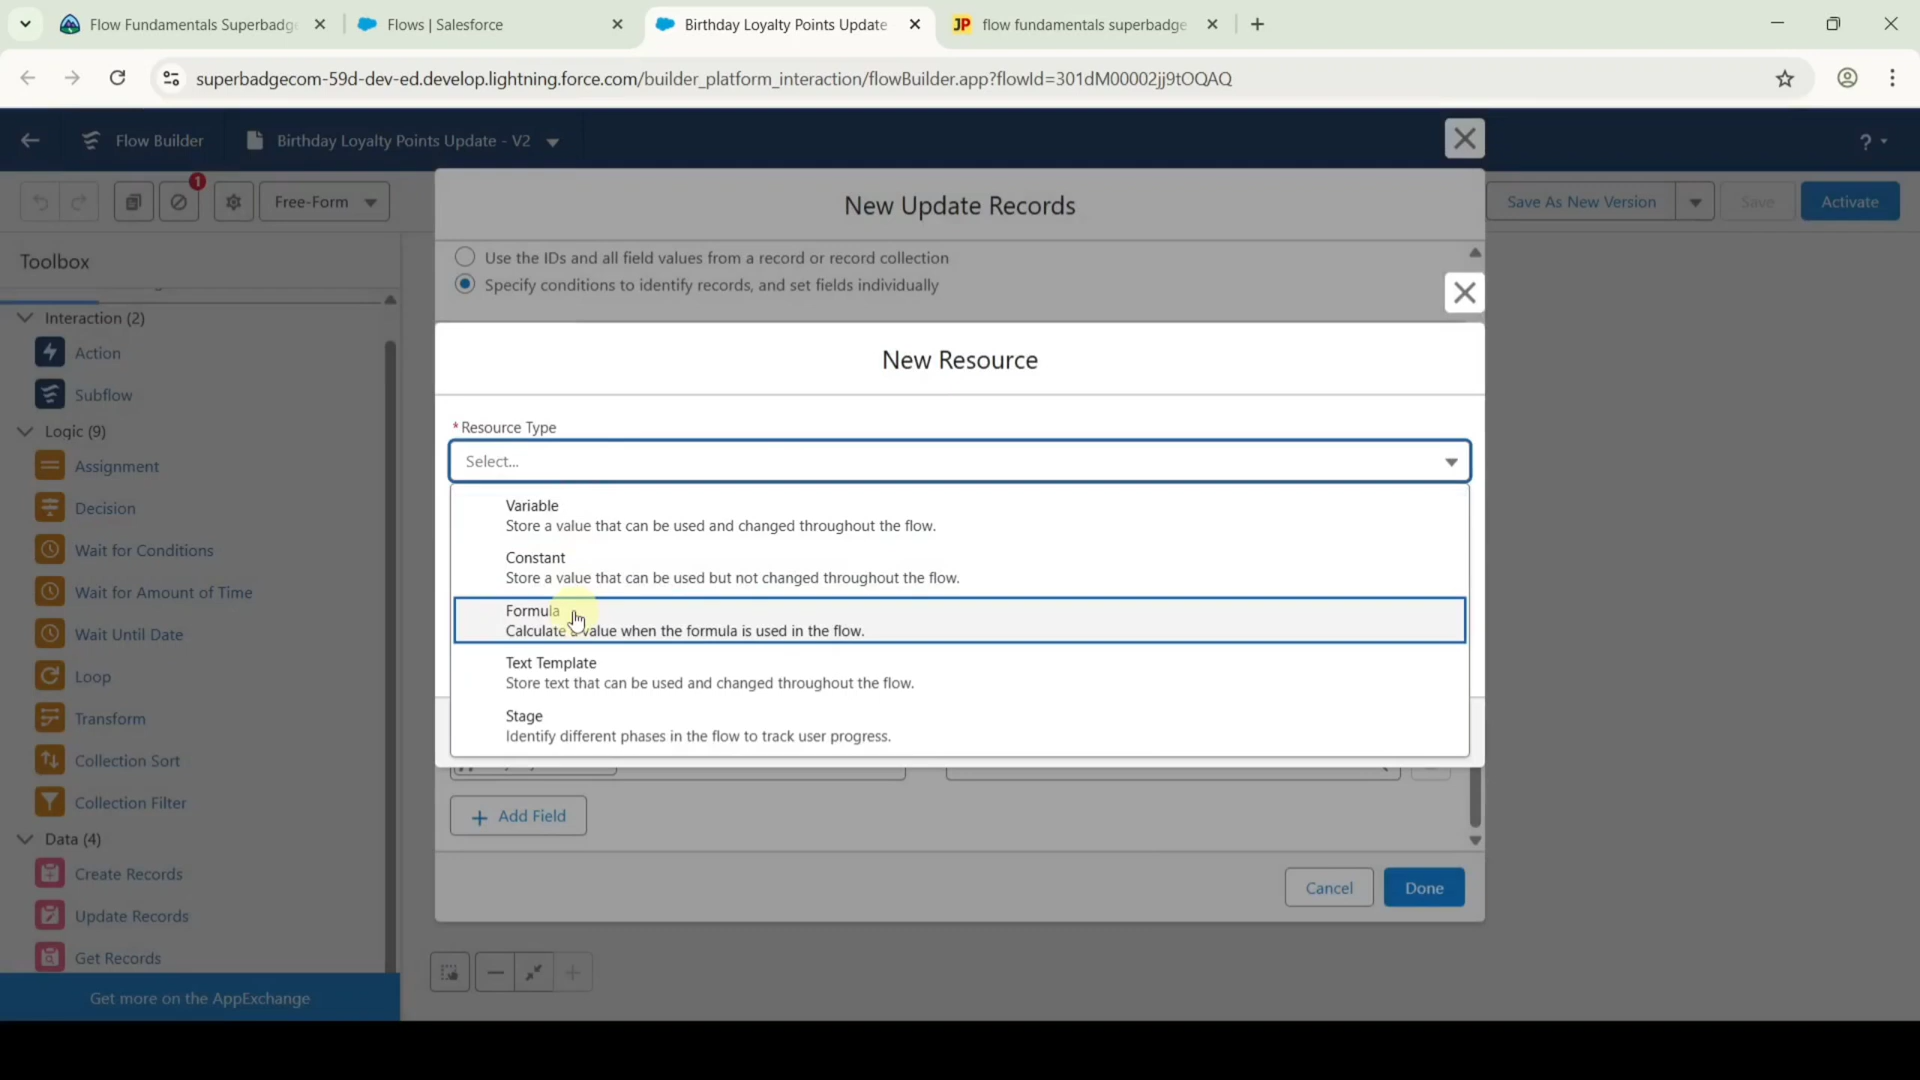 Flow Fundamentals Superbadge
Flows | Salesforce
Birthday Loyalty Points Update
JP flow fundamentals superbadge
superbadgecom-59d-dev-ed.develop.lightning.force.com/builder_platform_interaction/flowBuilder.app?flowId=301dM00002jj9tOQAQ
Flow Builder
Birthday Loyalty Points Update - V2
?
1
Free-Form
Save As New Version
Save
Activate
New Update Records
Toolbox
Use the IDs and all field values from a record or record collection
Specify conditions to identify records, and set fields individually
Interaction (2)
Action
Subflow
Logic (9)
Assignment
Decision
Wait for Conditions
Wait for Amount of Time
Wait Until Date
Loop
Transform
Collection Sort
Collection Filter
Data (4)
Create Records
Update Records
Get Records
Get more on the AppExchange
New Resource
* Resource Type
Select...
Variable
Store a value that can be used and changed throughout the flow.
Constant
Store a value that can be used but not changed throughout the flow.
Formula
Calculate a value when the formula is used in the flow.
Text Template
Store text that can be used and changed throughout the flow.
Stage
Identify different phases in the flow to track user progress.
+ Add Field
Cancel
Done